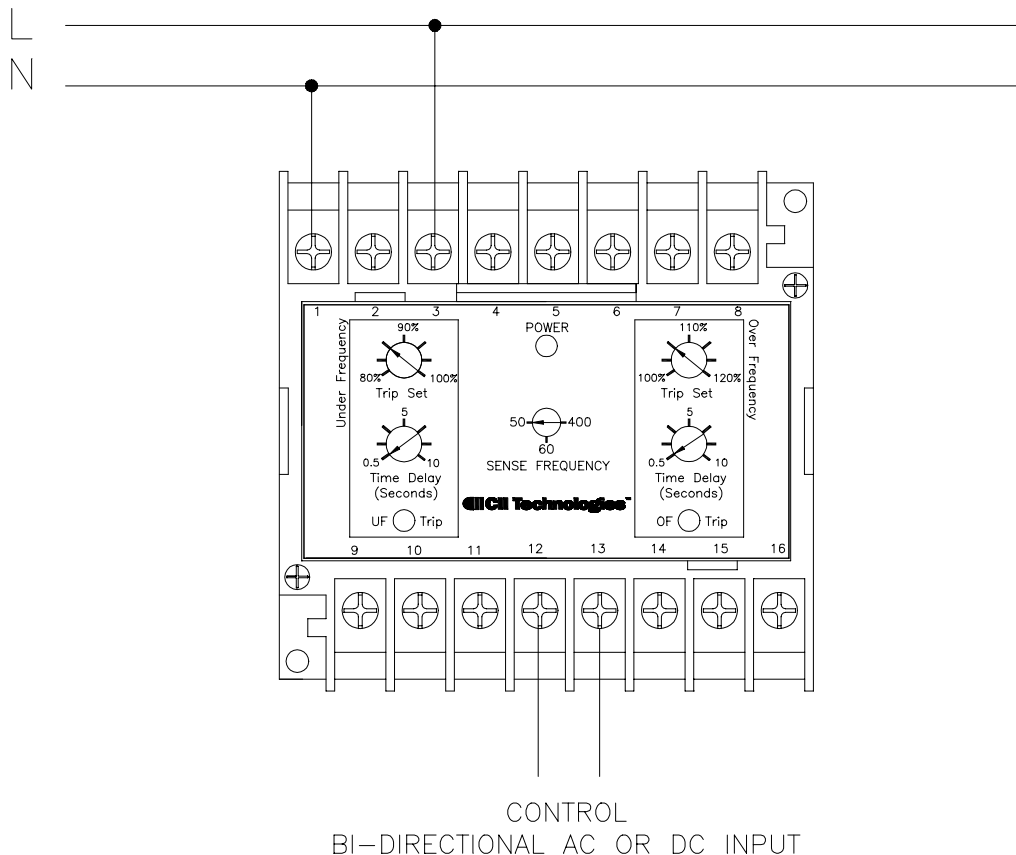 L
N
1 2 3 4 5 6 7 8
Under Frequency
90%
80% 100%
Trip Set
5
0.5 10
Time Delay
(Seconds)
UF Trip
POWER
50 400
60
SENSE FREQUENCY
CII Technologies™
Over Frequency
110%
100% 120%
Trip Set
5
0.5 10
Time Delay
(Seconds)
OF Trip
9 10 11 12 13 14 15 16
CONTROL
BI-DIRECTIONAL AC OR DC INPUT